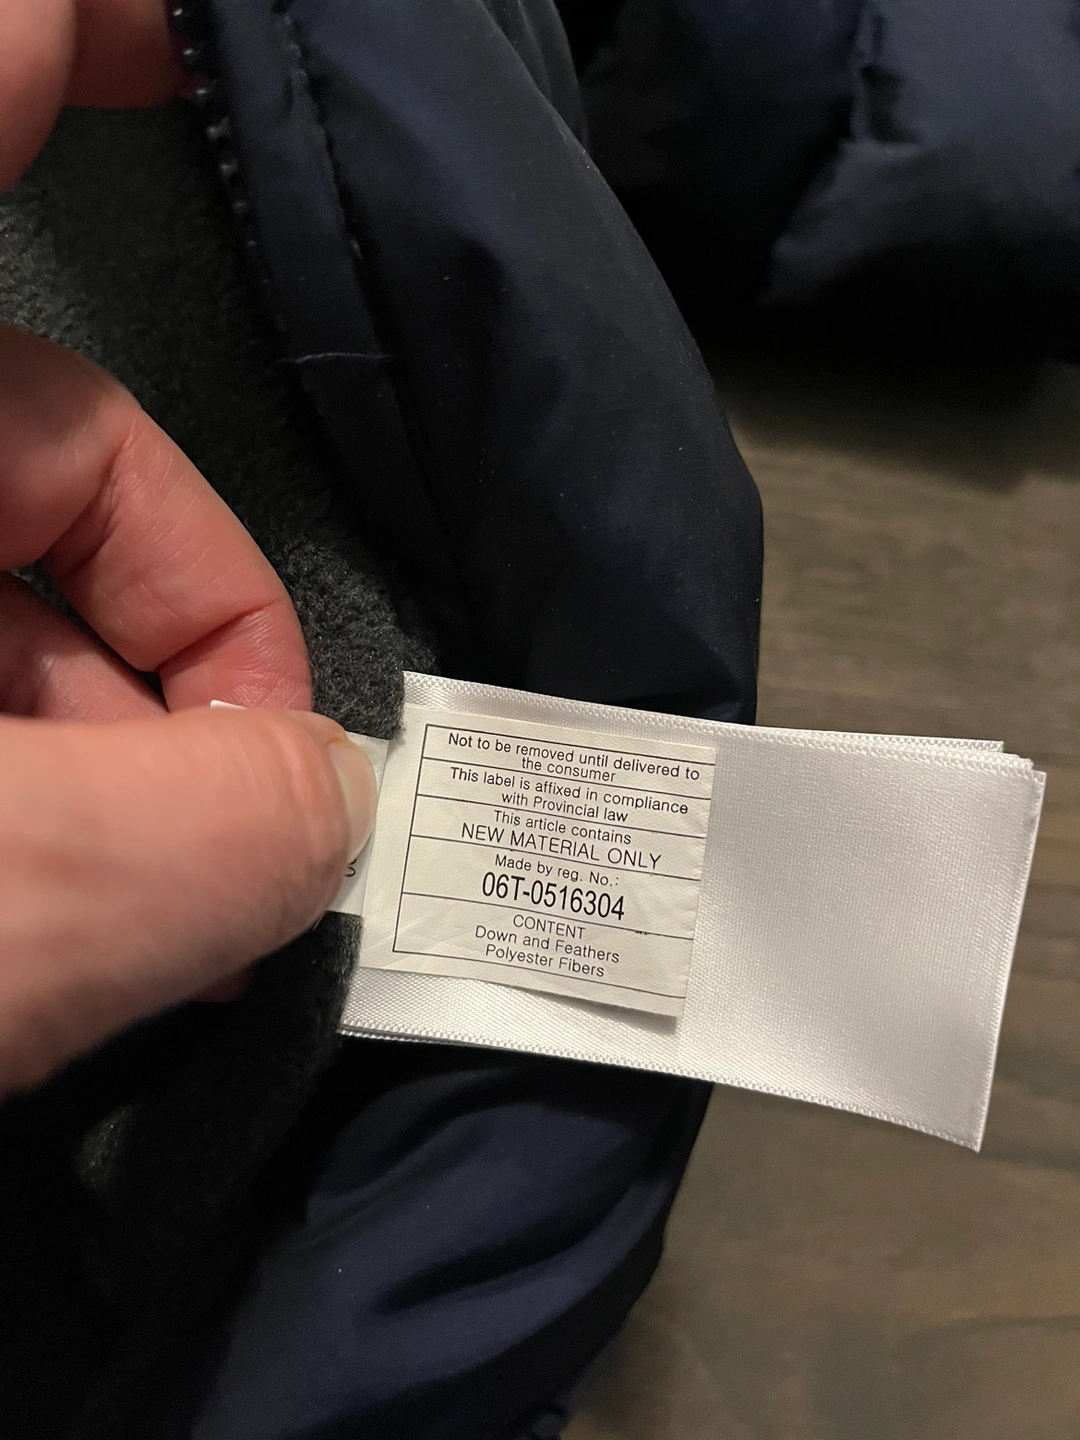 Not to be removed until delivered to
the consumer
This label is affixed in compliance
with Provincial law
This article contains
NEW MATERIAL ONLY
Made by reg. No.:
06T-0516304
CONTENT
Down and Feathers
Polyester Fibers